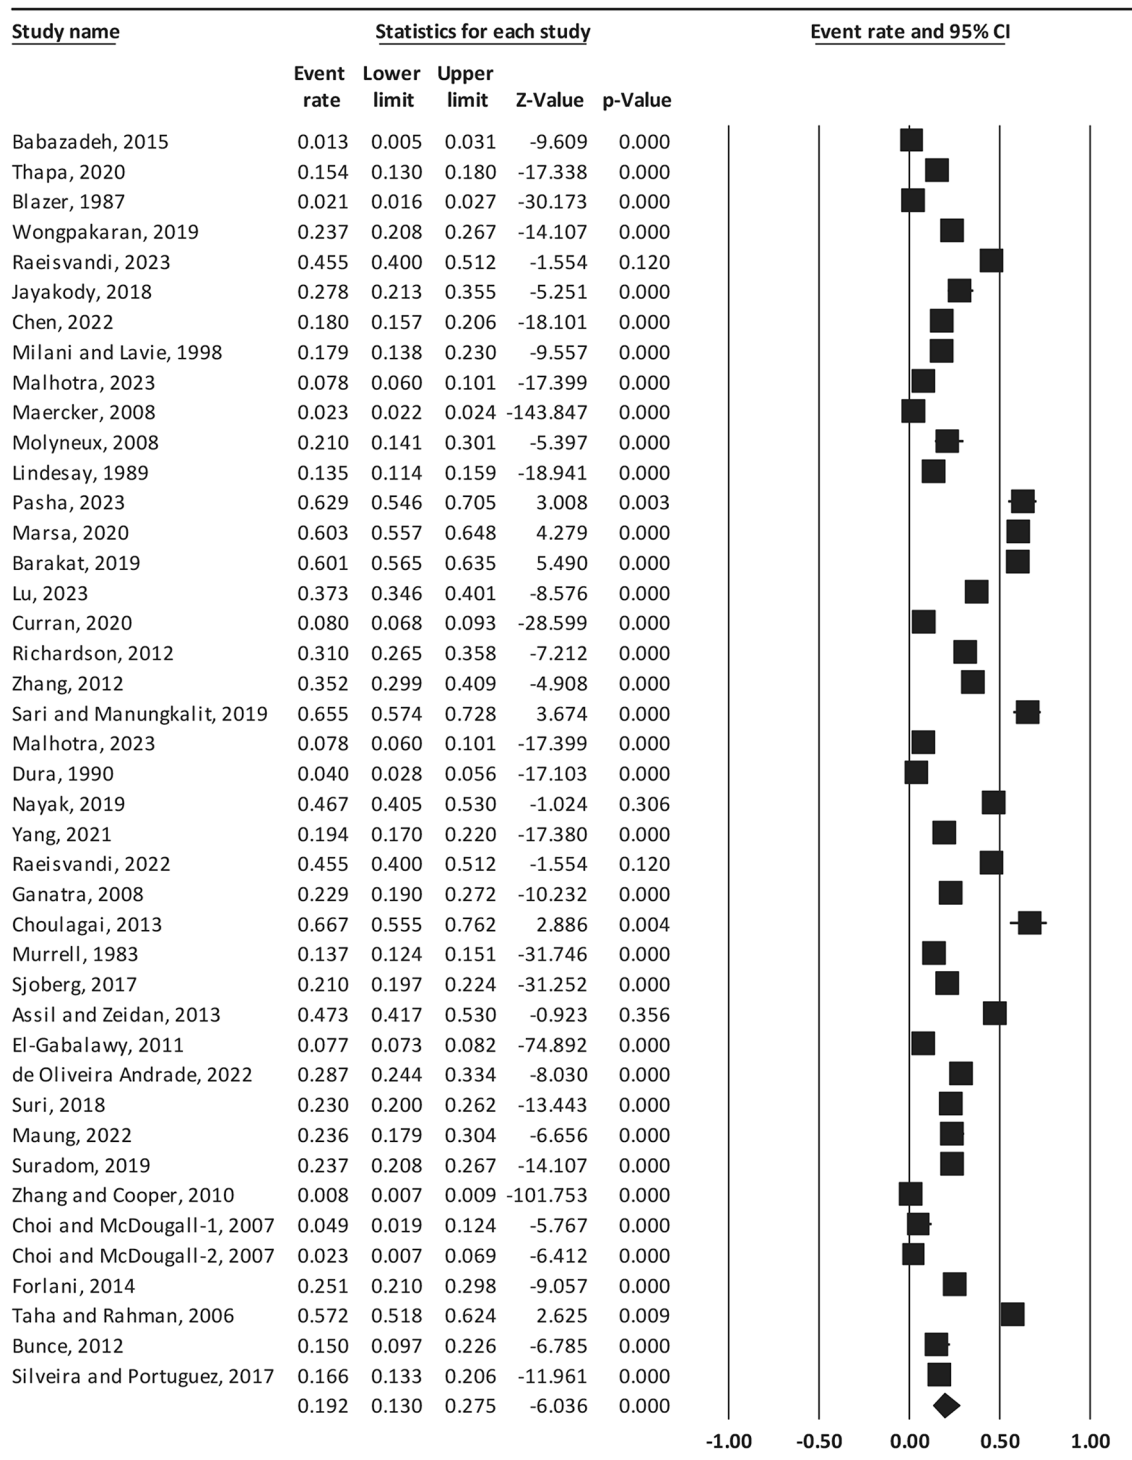 Study name Statistics for each study Event rate and 95% CI
Event Lower Upper
rate limit limit Z-Value p-Value
Babazadeh, 2015 0.013 0.005 0.031 -9.609 0.000
Thapa, 2020 0.154 0.130 0.180 -17.338 0.000
Blazer, 1987 0.021 0.016 0.027 -30.173 0.000
Wongpakaran, 2019 0.237 0.208 0.267 -14.107 0.000
Raeisvandi, 2023 0.455 0.400 0.512 -1.554 0.120
Jayakody, 2018 0.278 0.213 0.355 -5.251 0.000
Chen, 2022 0.180 0.157 0.206 -18.101 0.000
Milani and Lavie, 1998 0.179 0.138 0.230 -9.557 0.000
Malhotra, 2023 0.078 0.060 0.101 -17.399 0.000
Maercker, 2008 0.023 0.022 0.024 -143.847 0.000
Molyneux, 2008 0.210 0.141 0.301 -5.397 0.000
Lindesay, 1989 0.135 0.114 0.159 -18.941 0.000
Pasha, 2023 0.629 0.546 0.705 3.008 0.003
Marsa, 2020 0.603 0.557 0.648 4.279 0.000
Barakat, 2019 0.601 0.565 0.635 5.490 0.000
Lu, 2023 0.373 0.346 0.401 -8.576 0.000
Curran, 2020 0.080 0.068 0.093 -28.599 0.000
Richardson, 2012 0.310 0.265 0.358 -7.212 0.000
Zhang, 2012 0.352 0.299 0.409 -4.908 0.000
Sari and Manungkalit, 2019 0.655 0.574 0.728 3.674 0.000
Malhotra, 2023 0.078 0.060 0.101 -17.399 0.000
Dura, 1990 0.040 0.028 0.056 -17.103 0.000
Nayak, 2019 0.467 0.405 0.530 -1.024 0.306
Yang, 2021 0.194 0.170 0.220 -17.380 0.000
Raeisvandi, 2022 0.455 0.400 0.512 -1.554 0.120
Ganatra, 2008 0.229 0.190 0.272 -10.232 0.000
Choulagai, 2013 0.667 0.555 0.762 2.886 0.004
Murrell, 1983 0.137 0.124 0.151 -31.746 0.000
Sjoberg, 2017 0.210 0.197 0.224 -31.252 0.000
Assil and Zeidan, 2013 0.473 0.417 0.530 -0.923 0.356
El-Gabalawy, 2011 0.077 0.073 0.082 -74.892 0.000
de Oliveira Andrade, 2022 0.287 0.244 0.334 -8.030 0.000
Suri, 2018 0.230 0.200 0.262 -13.443 0.000
Maung, 2022 0.236 0.179 0.304 -6.656 0.000
Suradom, 2019 0.237 0.208 0.267 -14.107 0.000
Zhang and Cooper, 2010 0.008 0.007 0.009 -101.753 0.000
Choi and McDougall-1, 2007 0.049 0.019 0.124 -5.767 0.000
Choi and McDougall-2, 2007 0.023 0.007 0.069 -6.412 0.000
Forlani, 2014 0.251 0.210 0.298 -9.057 0.000
Taha and Rahman, 2006 0.572 0.518 0.624 2.625 0.009
Bunce, 2012 0.150 0.097 0.226 -6.785 0.000
Silveira and Portuguez, 2017 0.166 0.133 0.206 -11.961 0.000
0.192 0.130 0.275 -6.036 0.000
-1.00 -0.50 0.00 0.50 1.00